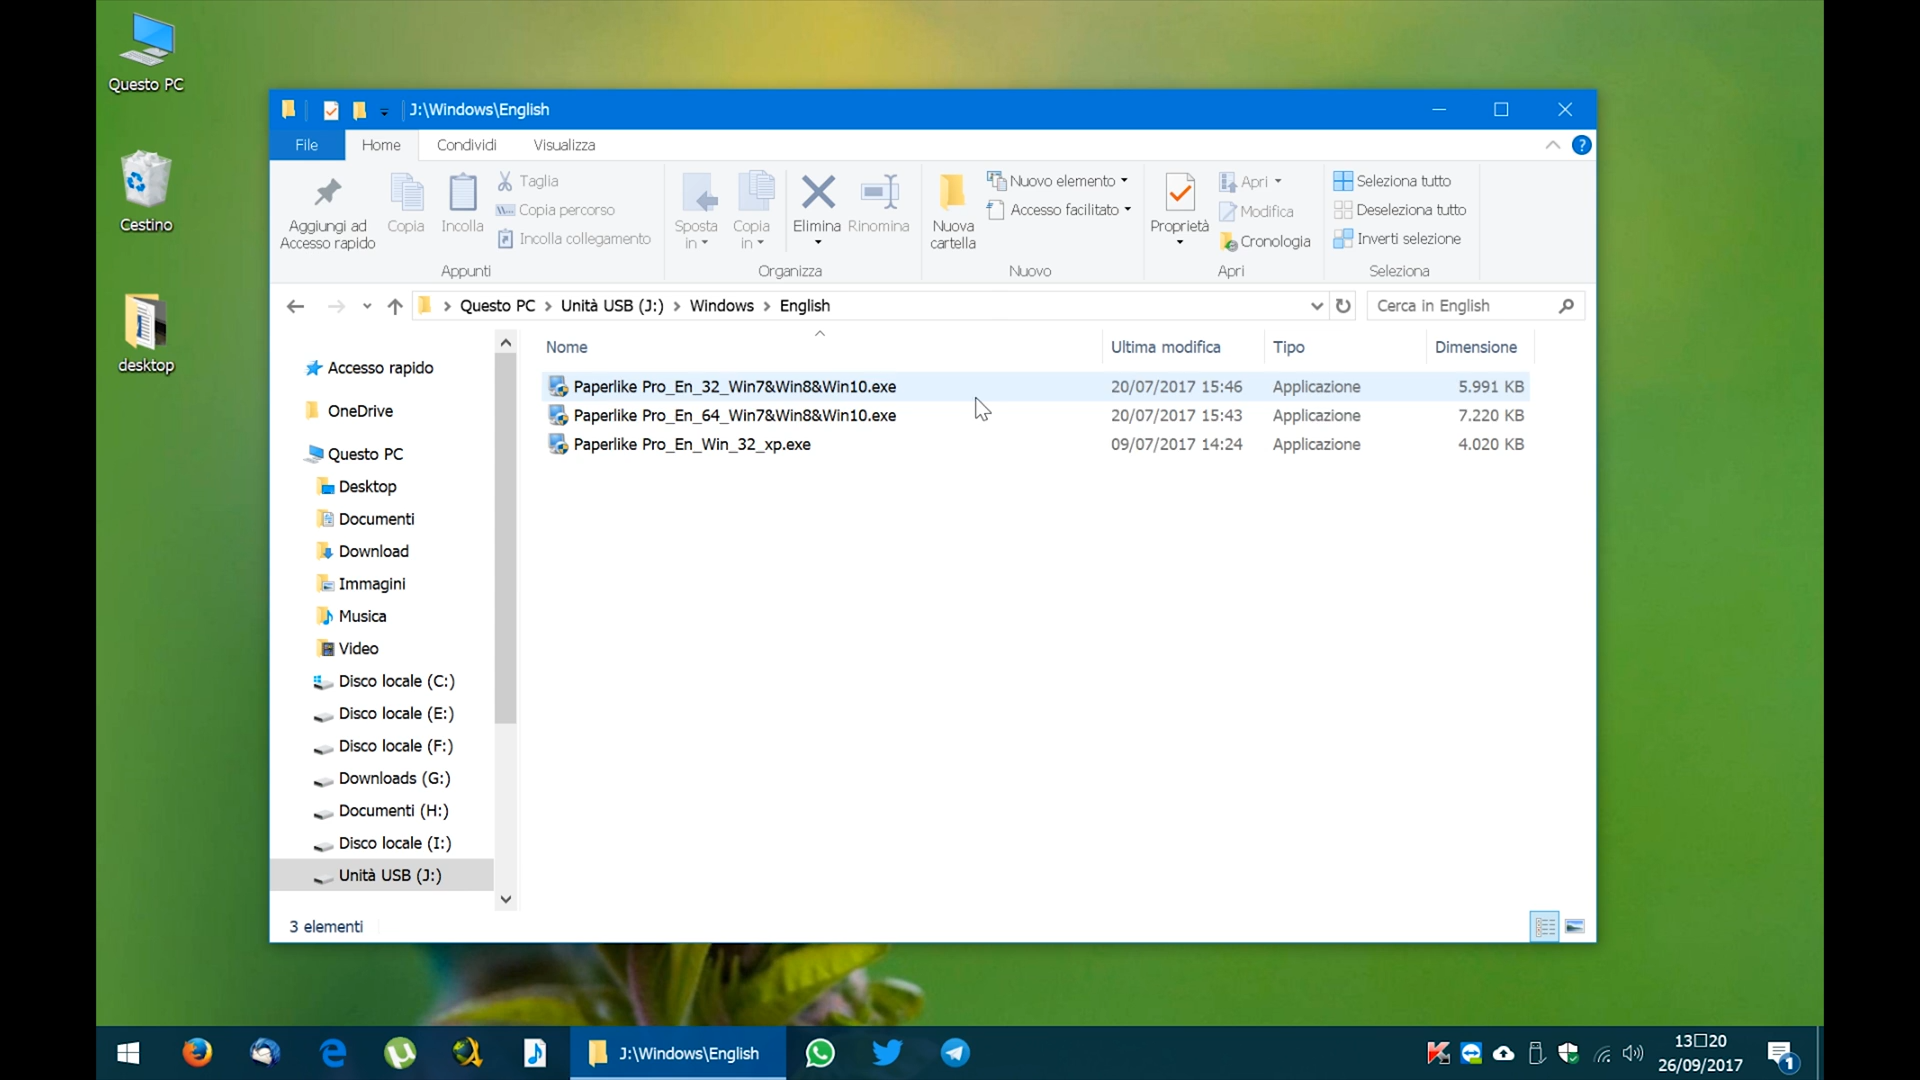 Questo PC
Cestino
desktop
J:\Windows\English
File
Home
Condividi
Visualizza
?
Aggiungi ad
Accesso rapido
Copia
Incolla
Taglia
Copia percorso
Incolla collegamento
Appunti
Sposta
in
Copia
in
Elimina
Rinomina
Organizza
Nuova
cartella
Nuovo elemento
Accesso facilitato
Nuovo
Proprietà
Apri
Modifica
Cronologia
Apri
Seleziona tutto
Deseleziona tutto
Inverti selezione
Seleziona
Questo PC > Unità USB (J:) > Windows > English
Cerca in English
Accesso rapido
OneDrive
Questo PC
Desktop
Documenti
Download
Immagini
Musica
Video
Disco locale (C:)
Disco locale (E:)
Disco locale (F:)
Downloads (G:)
Documenti (H:)
Disco locale (I:)
Unità USB (J:)
Nome Ultima modifica Tipo Dimensione
Paperlike Pro_En_32_Win7&Win8&Win10.exe 20/07/2017 15:46 Applicazione 5.991 KB
Paperlike Pro_En_64_Win7&Win8&Win10.exe 20/07/2017 15:43 Applicazione 7.220 KB
Paperlike Pro_En_Win_32_xp.exe 09/07/2017 14:24 Applicazione 4.020 KB
3 elementi
J:\Windows\English
13□20
26/09/2017
1